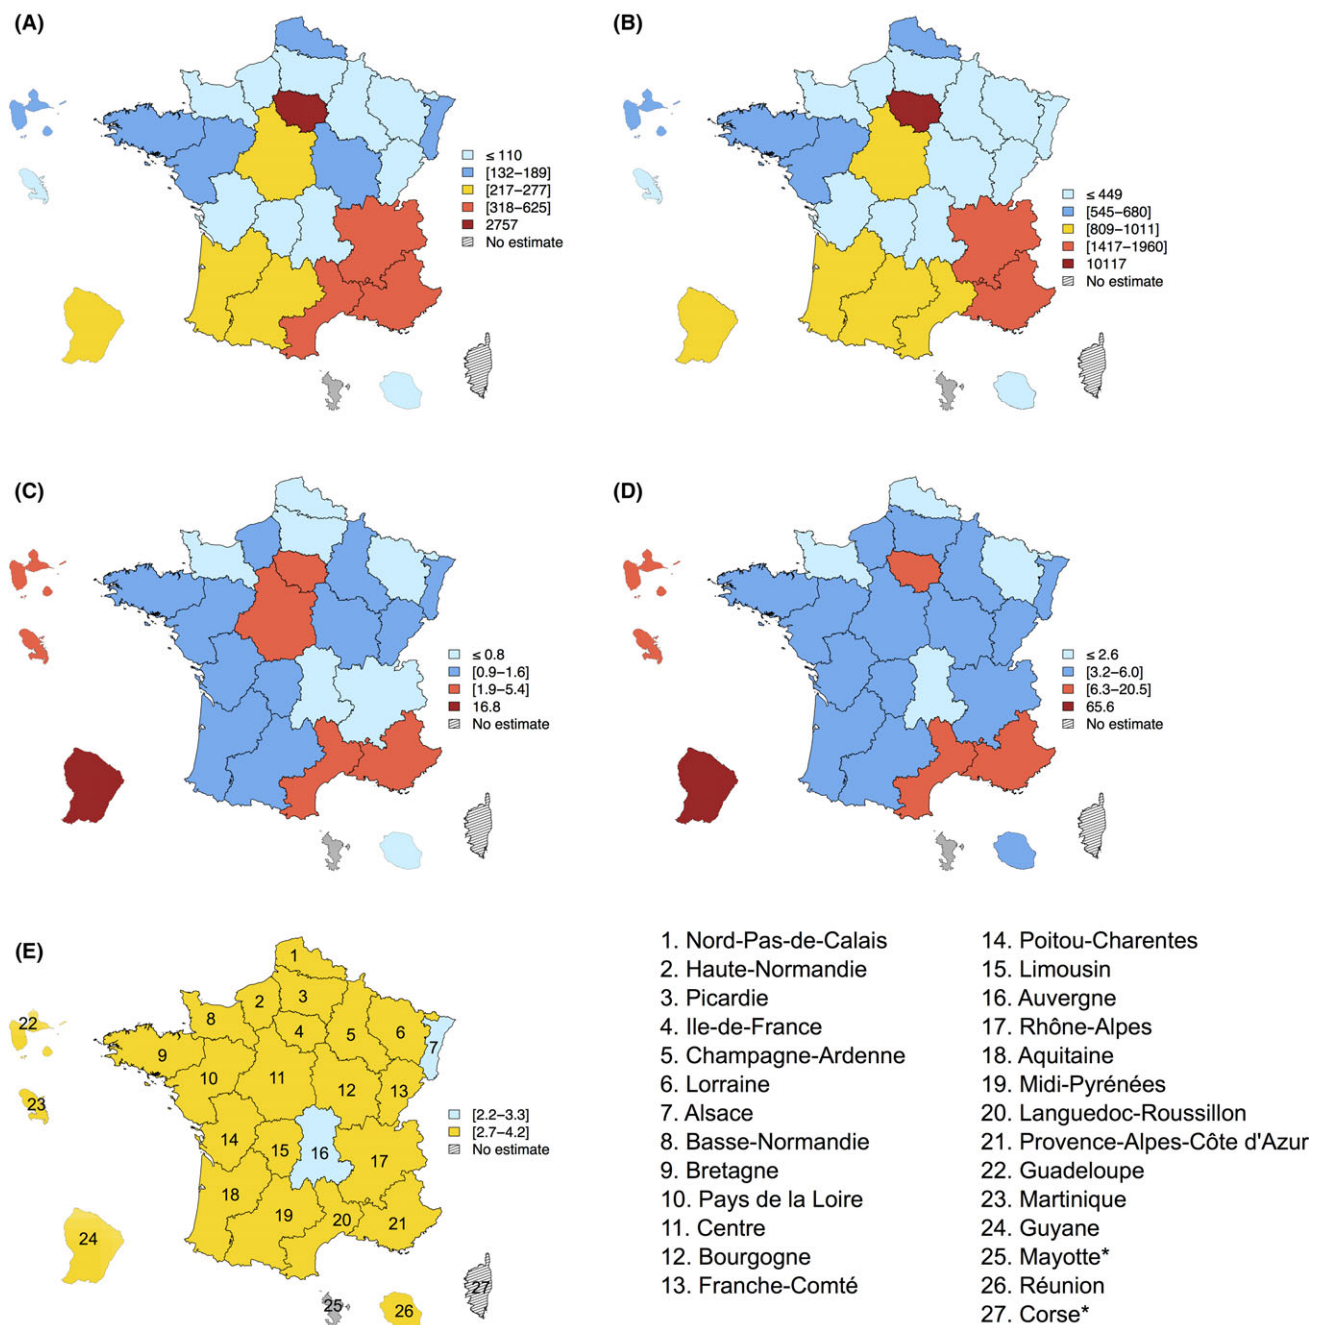 (A)
≤ 110
[132–189]
[217–277]
[318–625]
2757
No estimate
(B)
≤ 449
[545–680]
[809–1011]
[1417–1960]
10117
No estimate
(C)
≤ 0.8
[0.9–1.6]
[1.9–5.4]
16.8
No estimate
(D)
≤ 2.6
[3.2–6.0]
[6.3–20.5]
65.6
No estimate
(E)
1
2
3
4
5
6
7
8
9
10
11
12
13
14
15
16
17
18
19
20
21
22
23
24
25
26
27
[2.2–3.3]
[2.7–4.2]
No estimate
1. Nord-Pas-de-Calais
2. Haute-Normandie
3. Picardie
4. Ile-de-France
5. Champagne-Ardenne
6. Lorraine
7. Alsace
8. Basse-Normandie
9. Bretagne
10. Pays de la Loire
11. Centre
12. Bourgogne
13. Franche-Comté
14. Poitou-Charentes
15. Limousin
16. Auvergne
17. Rhône-Alpes
18. Aquitaine
19. Midi-Pyrénées
20. Languedoc-Roussillon
21. Provence-Alpes-Côte d'Azur
22. Guadeloupe
23. Martinique
24. Guyane
25. Mayotte*
26. Réunion
27. Corse*